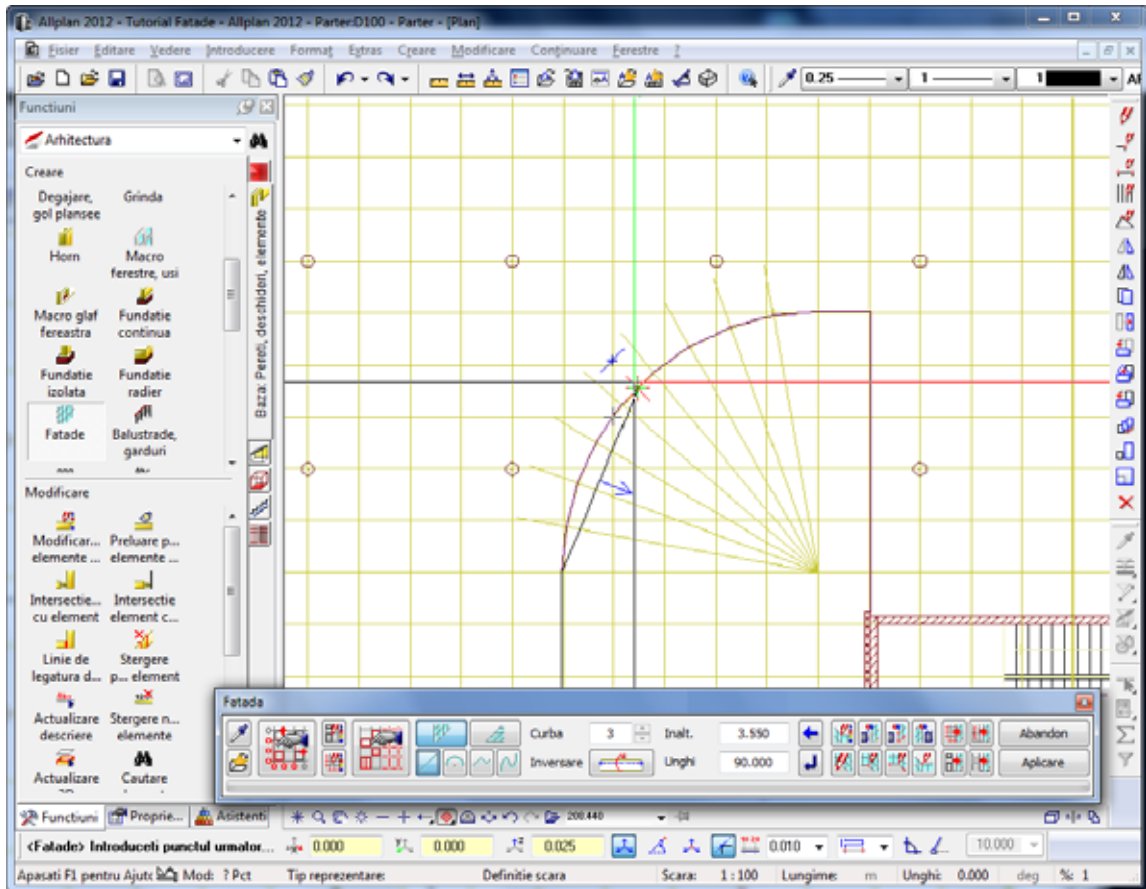 Allplan 2012 - Tutorial Fatade - Allplan 2012 - Parter:D100 - Parter - [Plan]
Fisier Editare Vedere Introducere Format Extras Creare Modificare Continuare Ferestre ?
0.25 1 1
Functiuni
Arhitectura
Creare
Degajare, gol plansee
Grinda
Horn
Macro ferestre, usi
Macro glaf fereastra
Fundatie continua
Fundatie izolata
Fundatie radier
Fatade
Balustrade, garduri
Baza: Pereti, deschideri, elemente
Modificare
Modificar... elemente ...
Preluare p... elemente ...
Intersectie... cu element
Intersectie element c...
Linie de legatura d...
Stergere p... element
Actualizare descriere
Stergere n... elemente
Actualizare
Cautare
Fatada
Curba 3 Inalt. 3.550 Abandon
Inversare Unghi 90.000 Aplicare
Functiuni Proprie... Asistenti 200.440
<Fatade> Introduceti punctul urmator... 0.000 0.000 0.025 0.010 10.000
Apasati F1 pentru Ajutc Mod: ? Pct Tip reprezentare: Definitie scara Scara: 1 : 100 Lungime: m Unghi: 0.000 deg %: 1